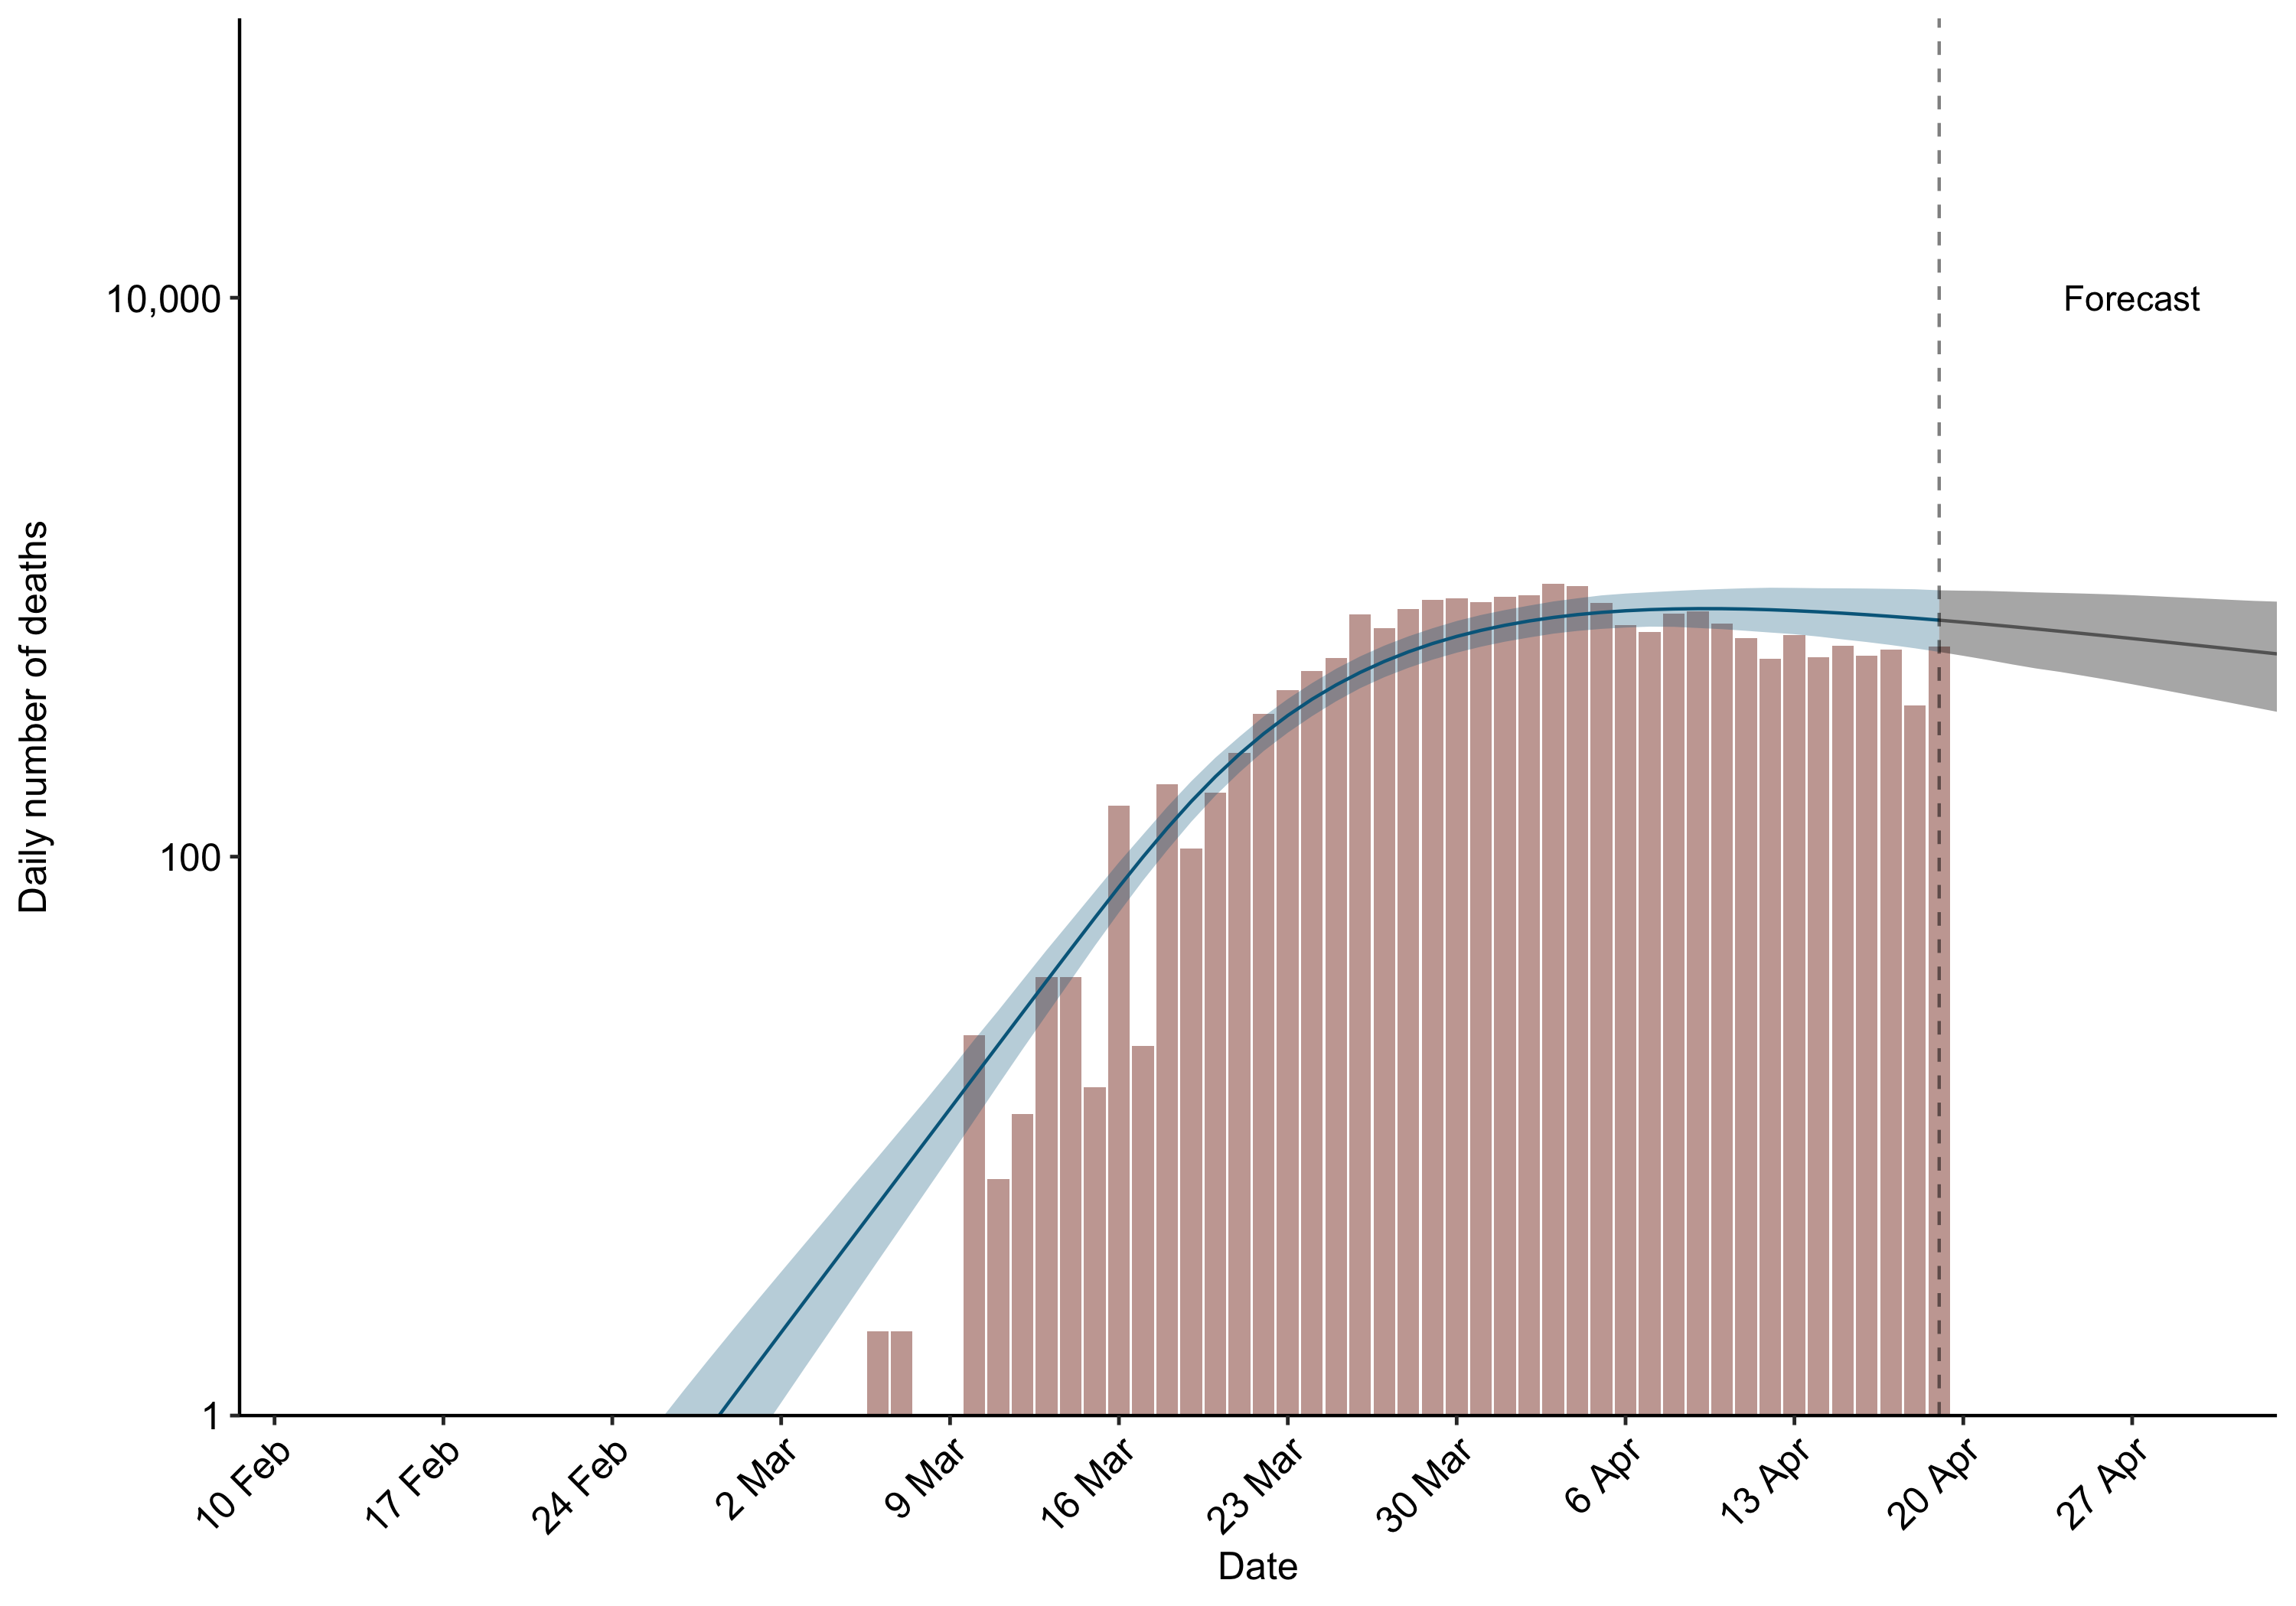 Daily number of deaths
10,000
100
1
Forecast
10 Feb
17 Feb
24 Feb
2 Mar
9 Mar
16 Mar
23 Mar
30 Mar
6 Apr
13 Apr
20 Apr
27 Apr
Date